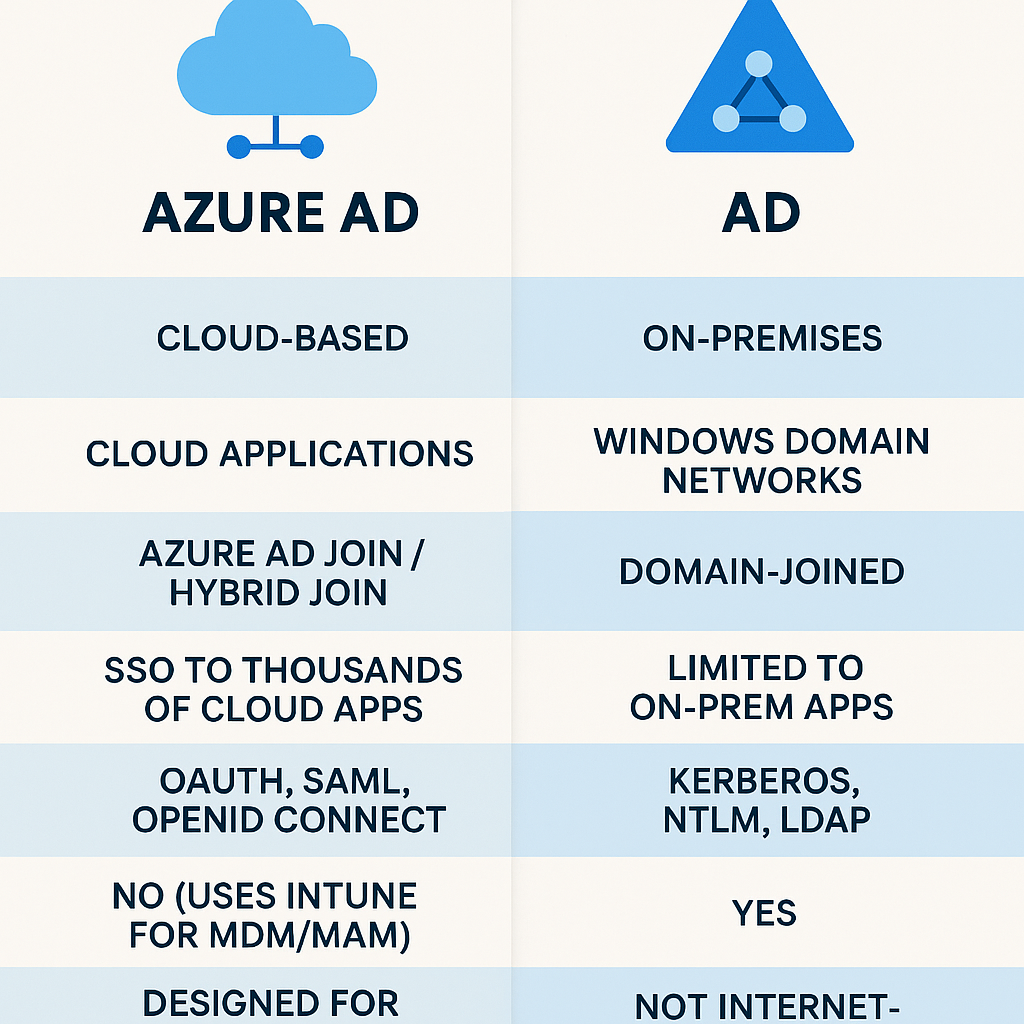 AZURE AD
AD
CLOUD-BASED
ON-PREMISES
CLOUD APPLICATIONS
WINDOWS DOMAIN
NETWORKS
AZURE AD JOIN /
HYBRID JOIN
DOMAIN-JOINED
SSO TO THOUSANDS
OF CLOUD APPS
LIMITED TO
ON-PREM APPS
OAUTH, SAML,
OPENID CONNECT
KERBEROS,
NTLM, LDAP
NO (USES INTUNE
FOR MDM/MAM)
YES
DESIGNED FOR
NOT INTERNET-